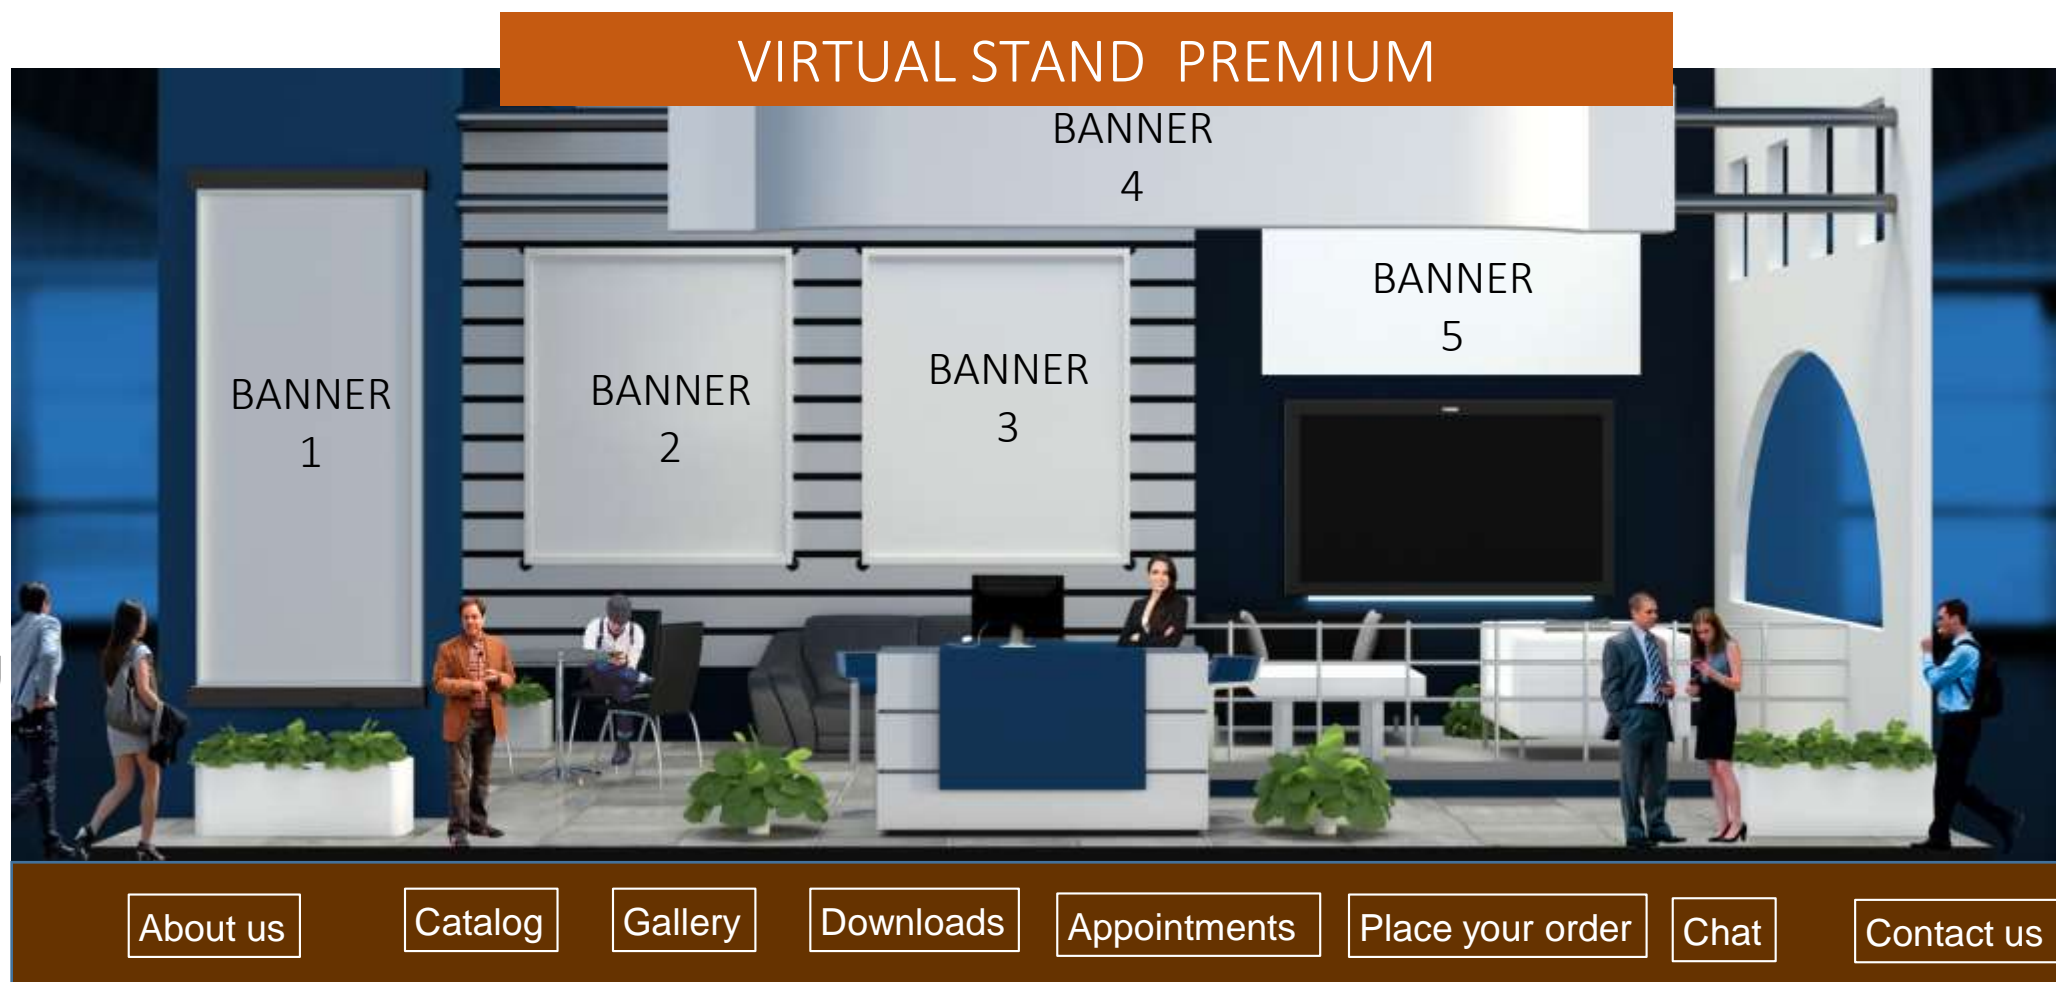 VIRTUAL STAND PREMIUM
BANNER
4
BANNER
5
BANNER
1
BANNER
2
BANNER
3
About us
Catalog
Gallery
Downloads
Appointments
Place your order
Chat
Contact us